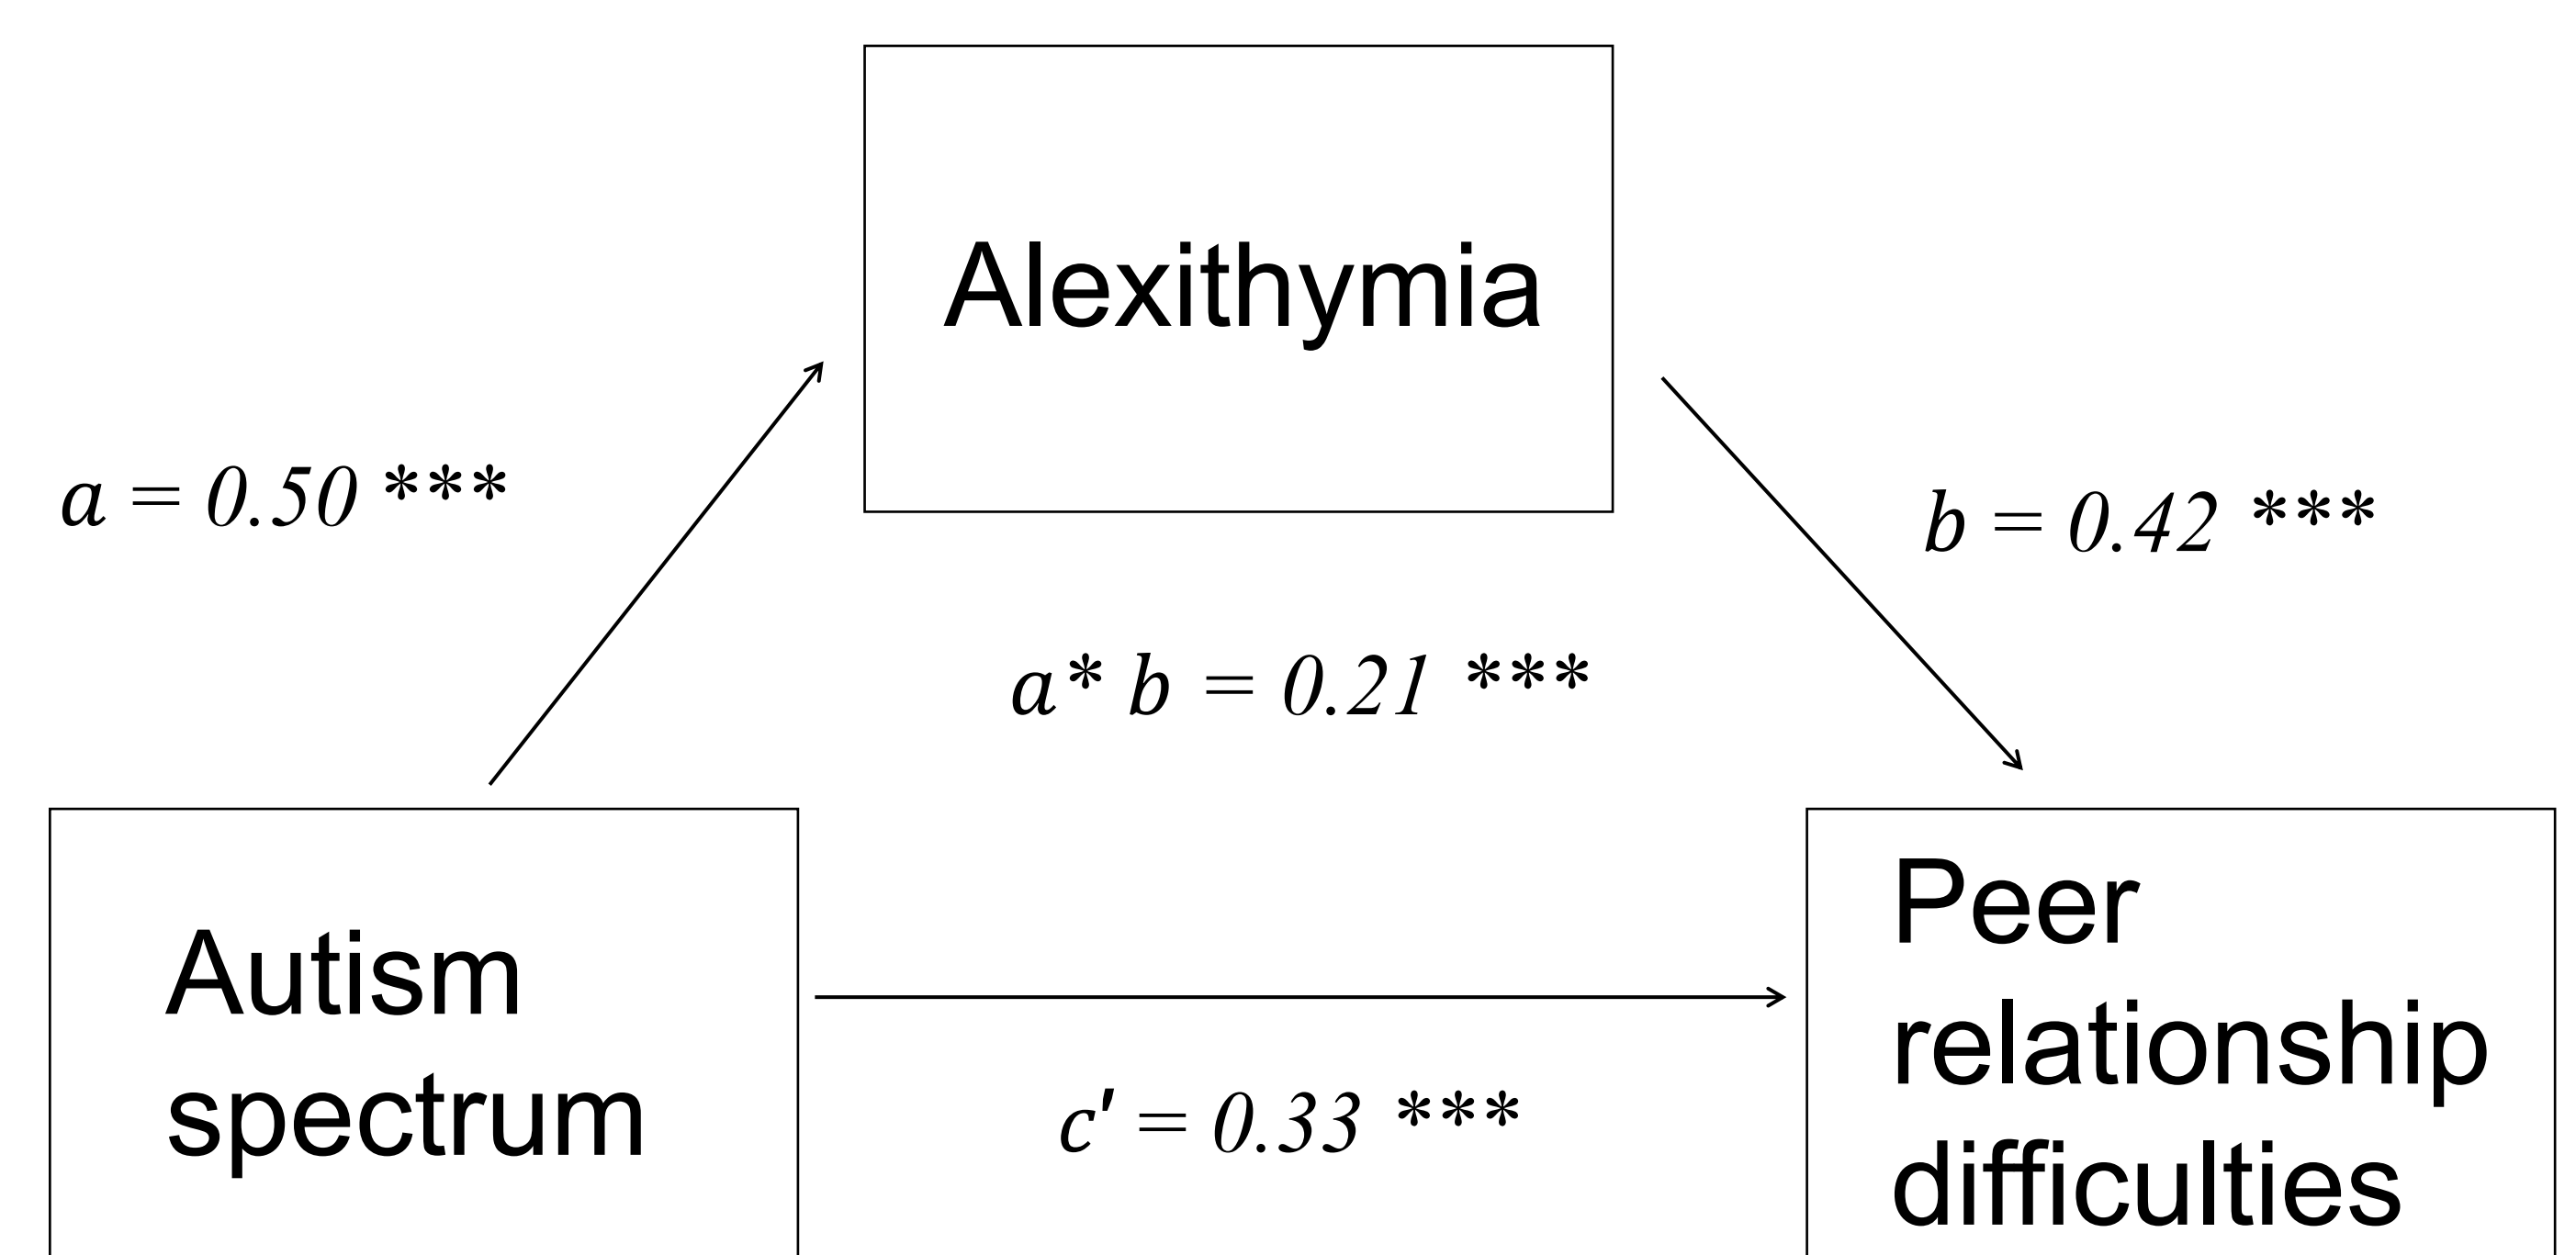 Alexithymia
a = 0.50 ***
b = 0.42 ***
a* b = 0.21 ***
Autism
spectrum
c′ = 0.33 ***
Peer
relationship
difficulties